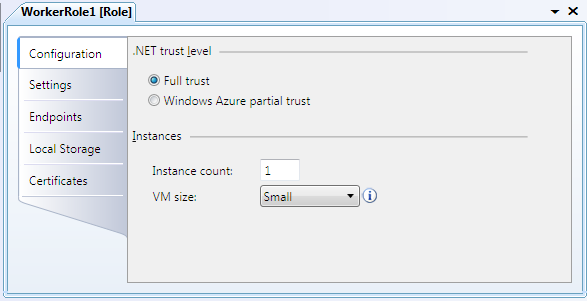 WorkerRole1 [Role]
Configuration
Settings
Endpoints
Local Storage
Certificates
.NET trust level
Full trust
Windows Azure partial trust
Instances
Instance count: 1
VM size: Small